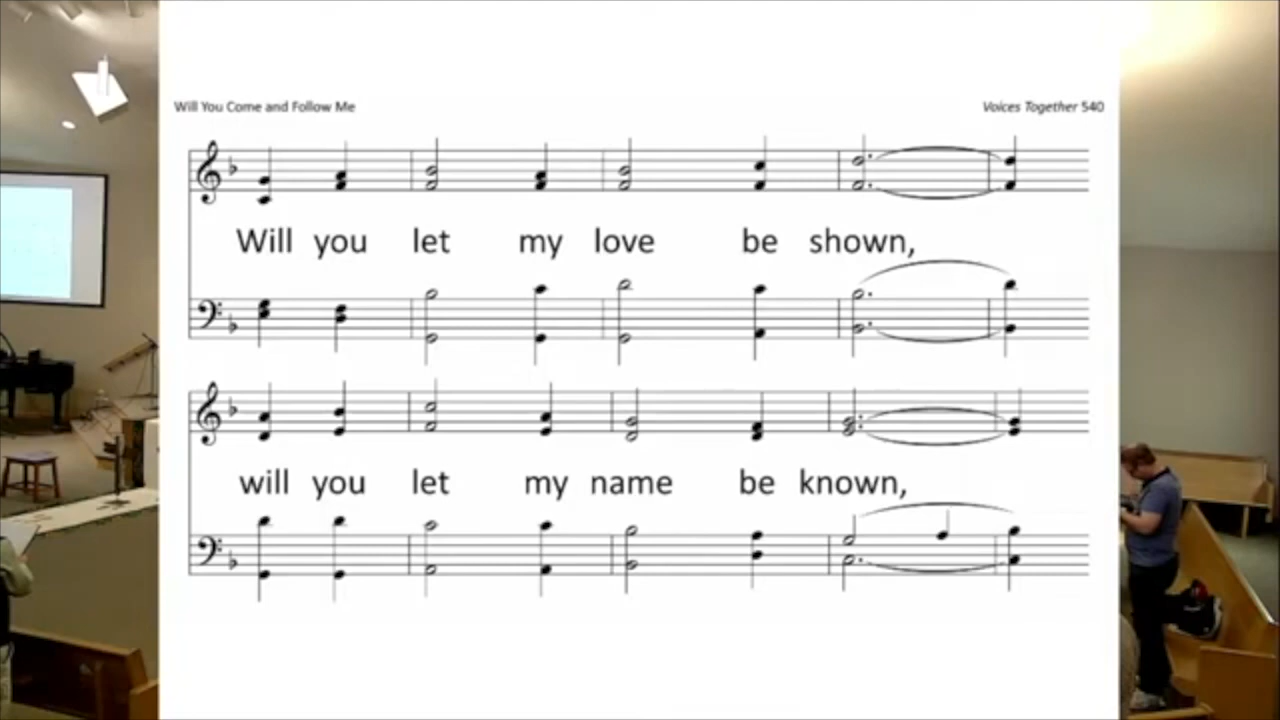 Will You Come and Follow Me
Voices Together 540
Will you let my love be shown,
will you let my name be known,